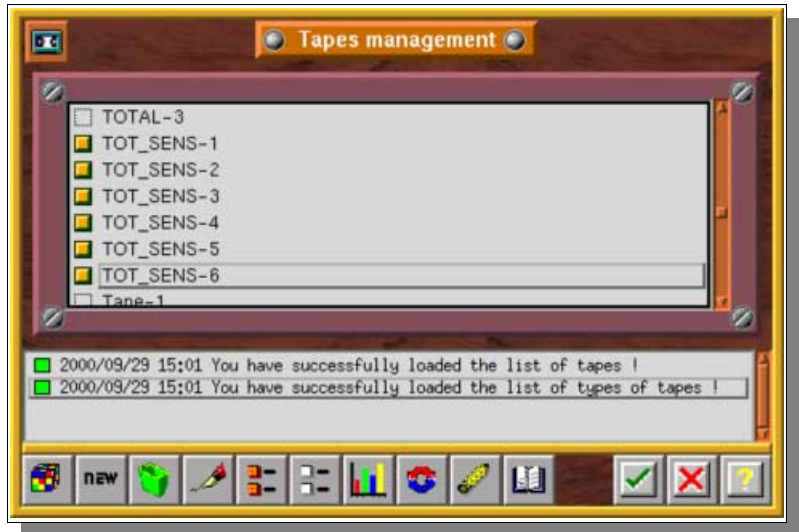 Tapes management
TOTAL-3
TOT_SENS-1
TOT_SENS-2
TOT_SENS-3
TOT_SENS-4
TOT_SENS-5
TOT_SENS-6
Tape-1
2000/09/29 15:01 You have successfully loaded the list of tapes !
2000/09/29 15:01 You have successfully loaded the list of types of tapes !
new
?